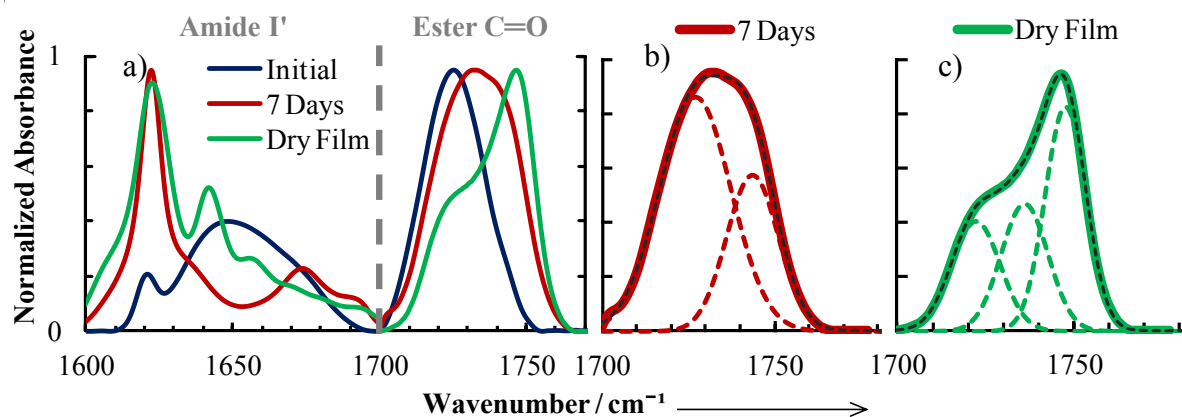 Amide I' Ester C=O
7 Days
Dry Film
1
a)
b)
c)
Initial
7 Days
Dry Film
Normalized Absorbance
0
1600 1650 1700 1750 1700 1750 1700 1750
Wavenumber / cm⁻¹